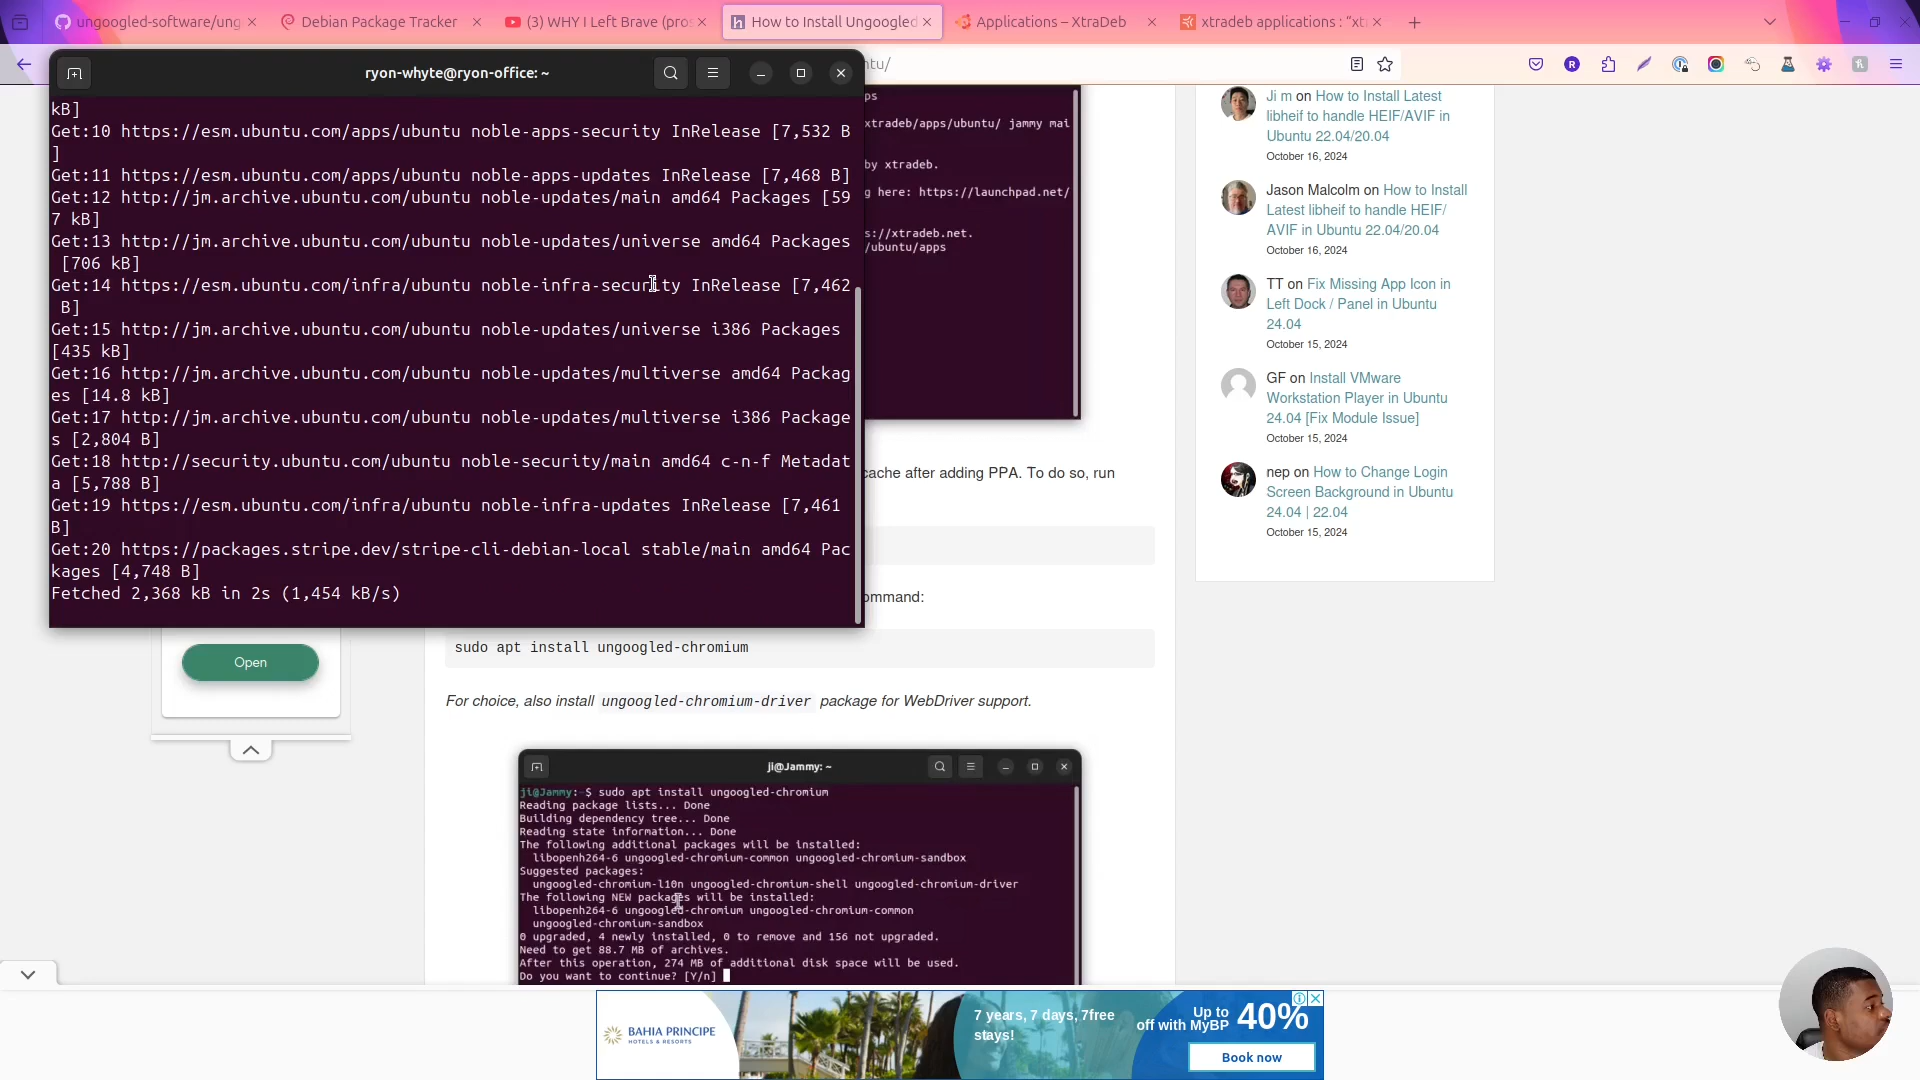 ungoogled-software/ung
Debian Package Tracker
(3) WHY I Left Brave (pros
How to Install Ungoogled
Applications – XtraDeb
xtradeb applications : “xt
ntu/
ryon-whyte@ryon-office: ~
kB]
Get:10 https://esm.ubuntu.com/apps/ubuntu noble-apps-security InRelease [7,532 B
]
Get:11 https://esm.ubuntu.com/apps/ubuntu noble-apps-updates InRelease [7,468 B]
Get:12 http://jm.archive.ubuntu.com/ubuntu noble-updates/main amd64 Packages [59
7 kB]
Get:13 http://jm.archive.ubuntu.com/ubuntu noble-updates/universe amd64 Packages
[706 kB]
Get:14 https://esm.ubuntu.com/infra/ubuntu noble-infra-security InRelease [7,462
B]
Get:15 http://jm.archive.ubuntu.com/ubuntu noble-updates/universe i386 Packages
[435 kB]
Get:16 http://jm.archive.ubuntu.com/ubuntu noble-updates/multiverse amd64 Packag
es [14.8 kB]
Get:17 http://jm.archive.ubuntu.com/ubuntu noble-updates/multiverse i386 Package
s [2,804 B]
Get:18 http://security.ubuntu.com/ubuntu noble-security/main amd64 c-n-f Metadat
a [5,788 B]
Get:19 https://esm.ubuntu.com/infra/ubuntu noble-infra-updates InRelease [7,461
B]
Get:20 https://packages.stripe.dev/stripe-cli-debian-local stable/main amd64 Pac
kages [4,748 B]
Fetched 2,368 kB in 2s (1,454 kB/s)
ps
xtradeb/apps/ubuntu/ jammy mai
by xtradeb.
g here: https://launchpad.net/
s://xtradeb.net.
/ubuntu/apps
cache after adding PPA. To do so, run
ommand:
sudo apt install ungoogled-chromium
For choice, also install ungoogled-chromium-driver package for WebDriver support.
ji@Jammy: ~
ji@Jammy:~$ sudo apt install ungoogled-chromium
Reading package lists... Done
Building dependency tree... Done
Reading state information... Done
The following additional packages will be installed:
libopenh264-6 ungoogled-chromium-common ungoogled-chromium-sandbox
Suggested packages:
ungoogled-chromium-l10n ungoogled-chromium-shell ungoogled-chromium-driver
The following NEW packages will be installed:
libopenh264-6 ungoogled-chromium ungoogled-chromium-common
ungoogled-chromium-sandbox
0 upgraded, 4 newly installed, 0 to remove and 156 not upgraded.
Need to get 88.7 MB of archives.
After this operation, 274 MB of additional disk space will be used.
Do you want to continue? [Y/n]
Open
Ji m on How to Install Latest
libheif to handle HEIF/AVIF in
Ubuntu 22.04/20.04
October 16, 2024
Jason Malcolm on How to Install
Latest libheif to handle HEIF/
AVIF in Ubuntu 22.04/20.04
October 16, 2024
TT on Fix Missing App Icon in
Left Dock / Panel in Ubuntu
24.04
October 15, 2024
GF on Install VMware
Workstation Player in Ubuntu
24.04 [Fix Module Issue]
October 15, 2024
nep on How to Change Login
Screen Background in Ubuntu
24.04 | 22.04
October 15, 2024
BAHIA PRINCIPE
HOTELS & RESORTS
7 years, 7 days, 7free
stays!
Up to
off with MyBP
40%
Book now